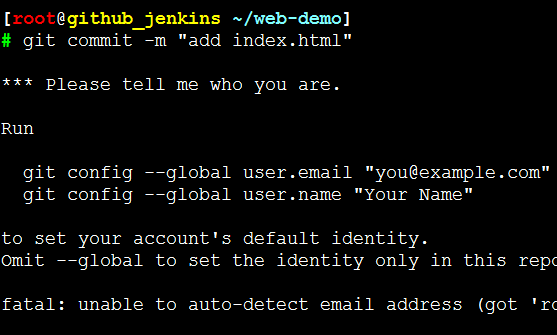 [root@github_jenkins ~/web-demo]
# git commit -m "add index.html"
*** Please tell me who you are.
Run
git config --global user.email "you@example.com"
git config --global user.name "Your Name"
to set your account's default identity.
Omit --global to set the identity only in this repo
fatal: unable to auto-detect email address (got 'ro